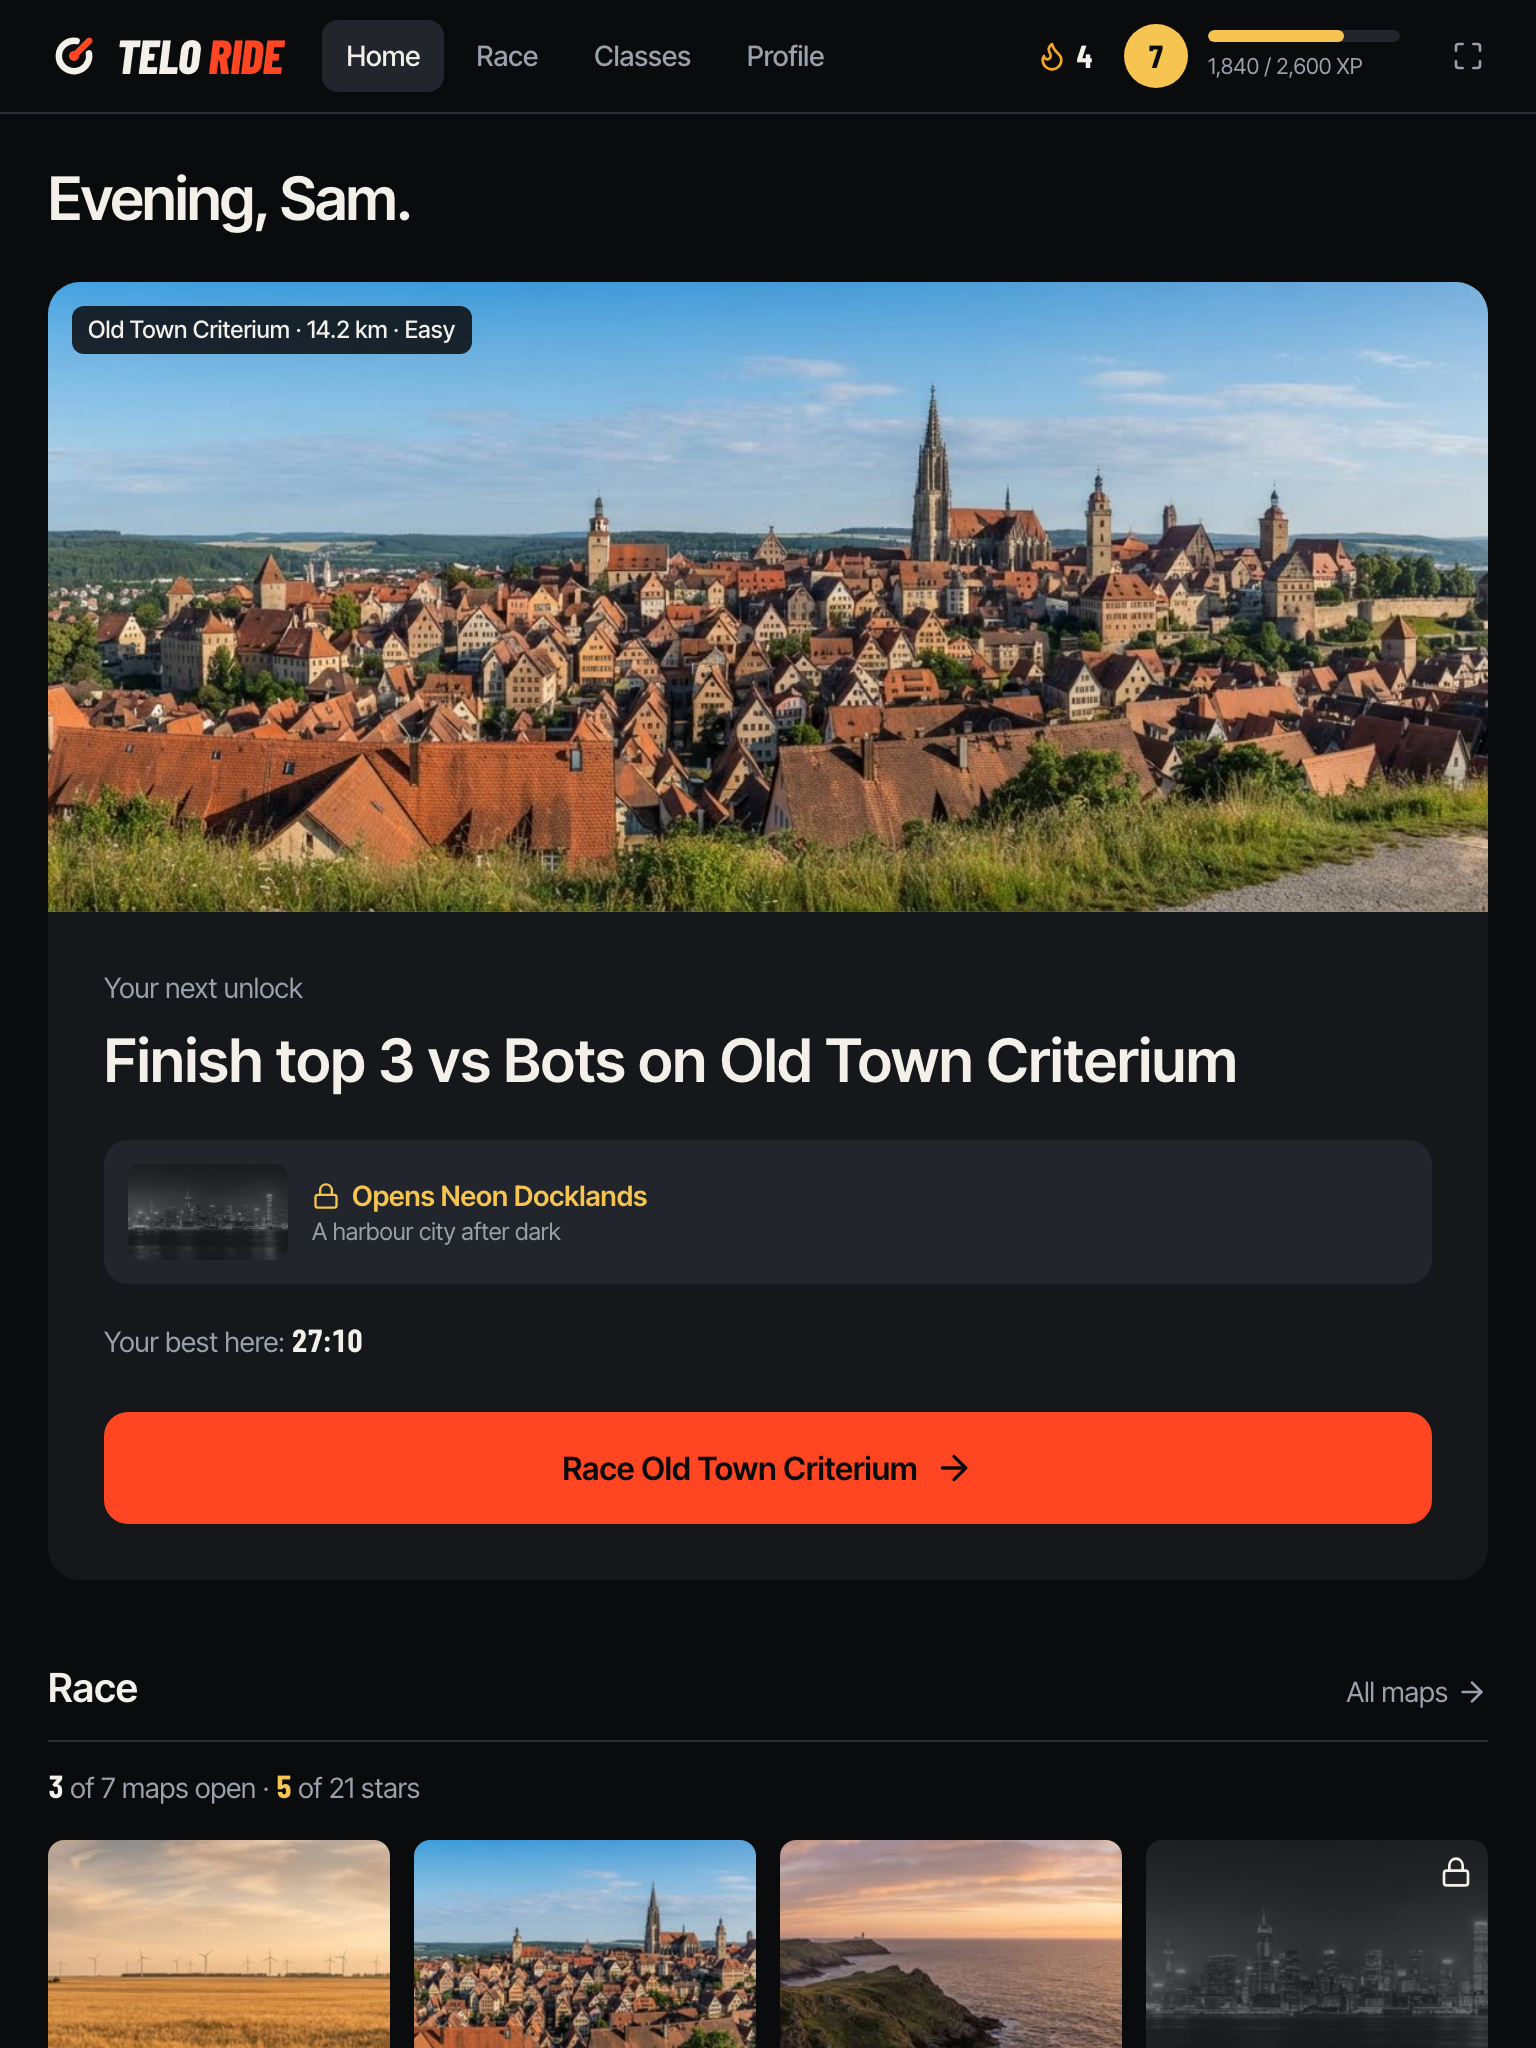 TELO RIDE
Home
Race
Classes
Profile
4
7
1,840 / 2,600 XP
Evening, Sam.
Old Town Criterium · 14.2 km · Easy
Your next unlock
Finish top 3 vs Bots on Old Town Criterium
Opens Neon Docklands
A harbour city after dark
Your best here: 27:10
Race Old Town Criterium →
Race
All maps →
3 of 7 maps open · 5 of 21 stars